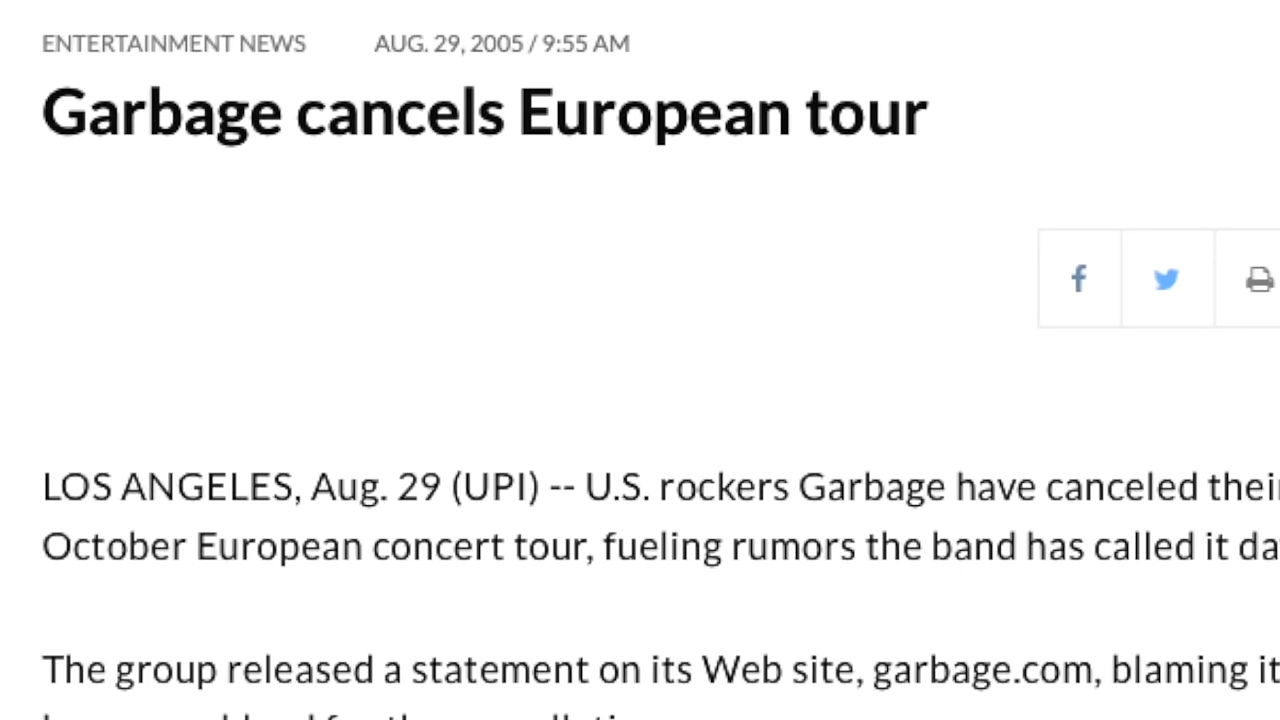 ENTERTAINMENT NEWS AUG. 29, 2005 / 9:55 AM
Garbage cancels European tour
LOS ANGELES, Aug. 29 (UPI) -- U.S. rockers Garbage have canceled their
October European concert tour, fueling rumors the band has called it
The group released a statement on its Web site, garbage.com, blaming